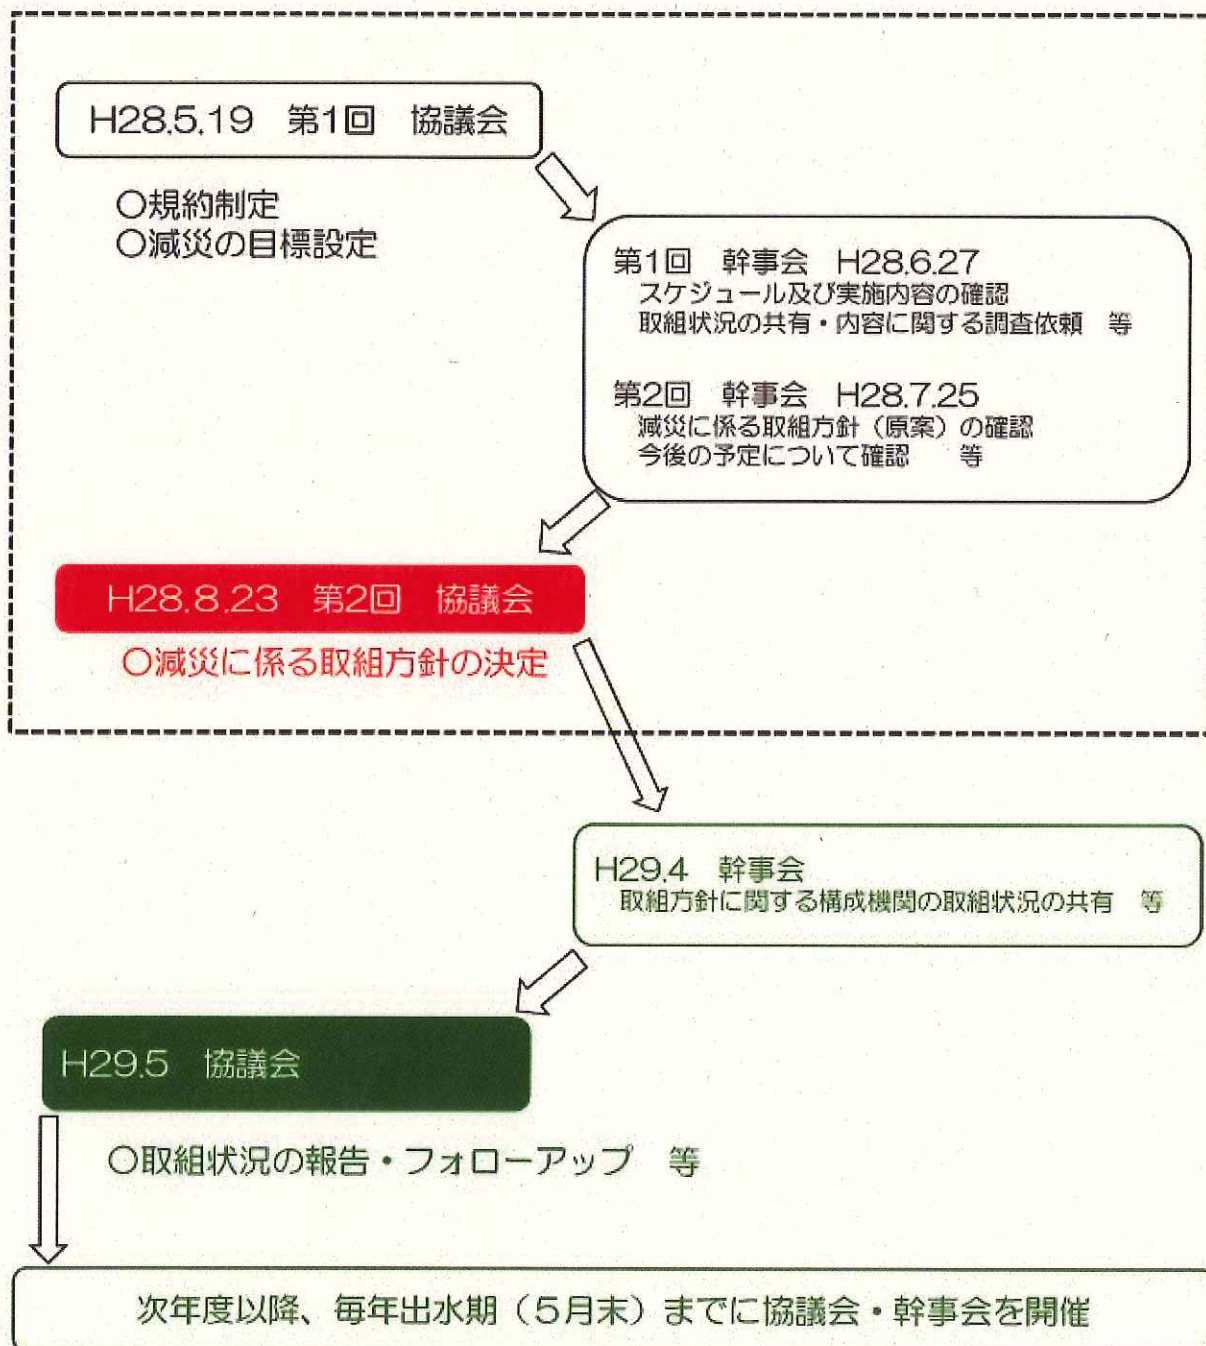 H28.5.19 第1回 協議会
〇規約制定
〇減災の目標設定
第1回 幹事会 H28.6.27
スケジュール及び実施内容の確認
取組状況の共有・内容に関する調査依頼 等
第2回 幹事会 H28.7.25
減災に係る取組方針（原案）の確認
今後の予定について確認 等
H28.8.23 第2回 協議会
〇減災に係る取組方針の決定
H29.4 幹事会
取組方針に関する構成機関の取組状況の共有 等
H29.5 協議会
〇取組状況の報告・フォローアップ 等
次年度以降、毎年出水期（５月末）までに協議会・幹事会を開催